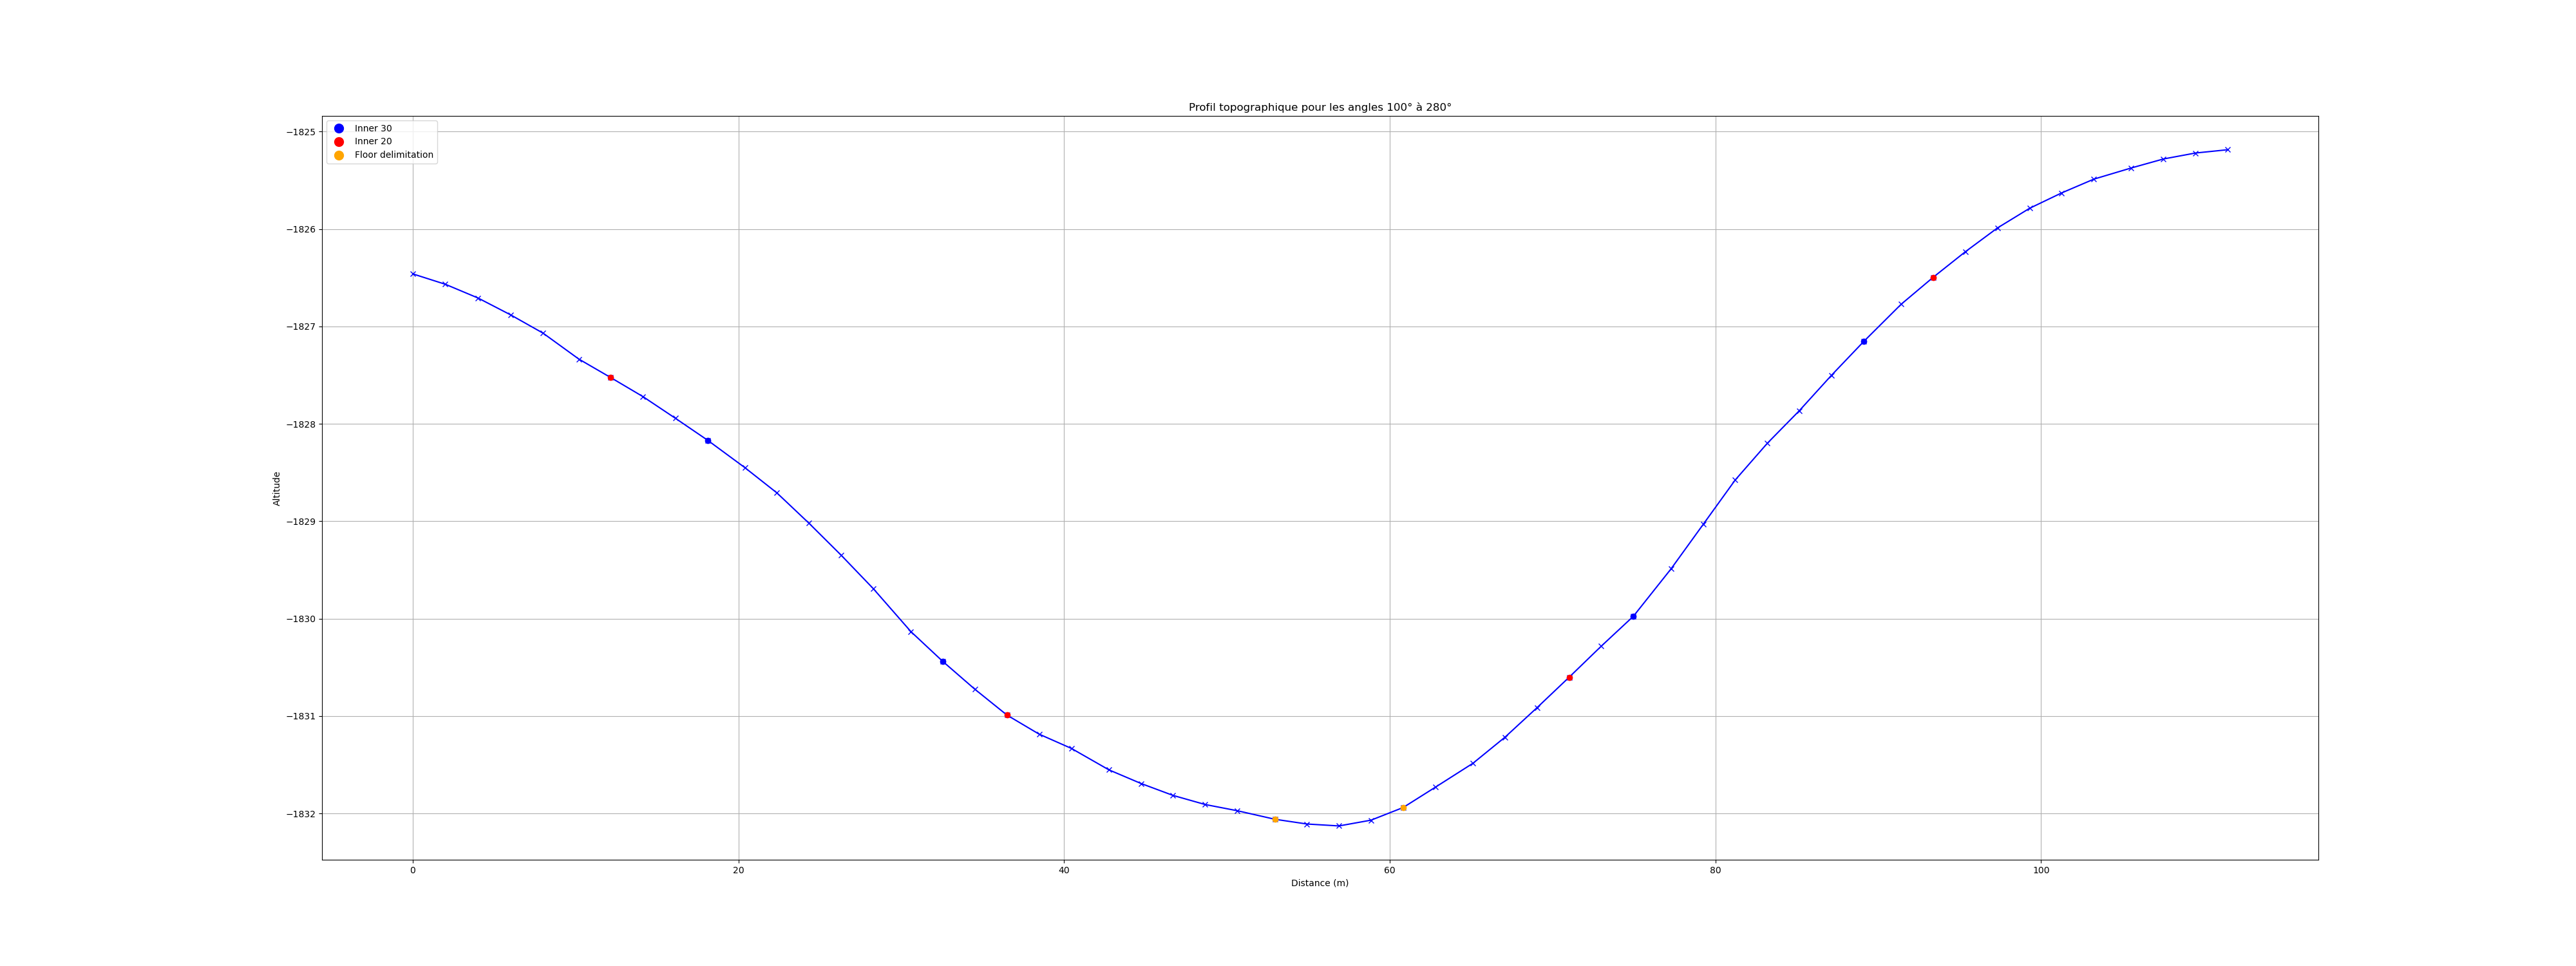 Profil topographique pour les angles 100° à 280°
Inner 30
Inner 20
Floor delimitation
−1825
−1826
−1827
−1828
−1829
−1830
−1831
−1832
Altitude
0 20 40 60 80 100
Distance (m)